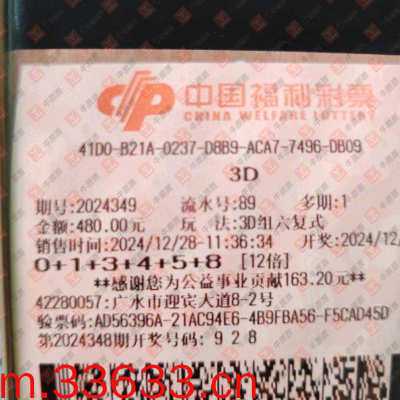 中国福利彩票
CHINA WELFARE LOTTERY
41D0-B21A-0237-D8B9-ACA7-7496-DB09
3D
期号:2024349 流水号:89 多期:1
金额:480.00元 玩 法:3D组六复式
销售时间:2024/12/28-11:36:34 开奖:2024/12/
0+1+3+4+5+8 [12倍]
**感谢您为公益事业贡献163.20元**
42280057:广水市迎宾大道8-2号
验票码:AD56396A-21AC94E6-4B9FBA56-F5CAD45D
第2024348期开奖号码: 9 2 8
m.33633.cn